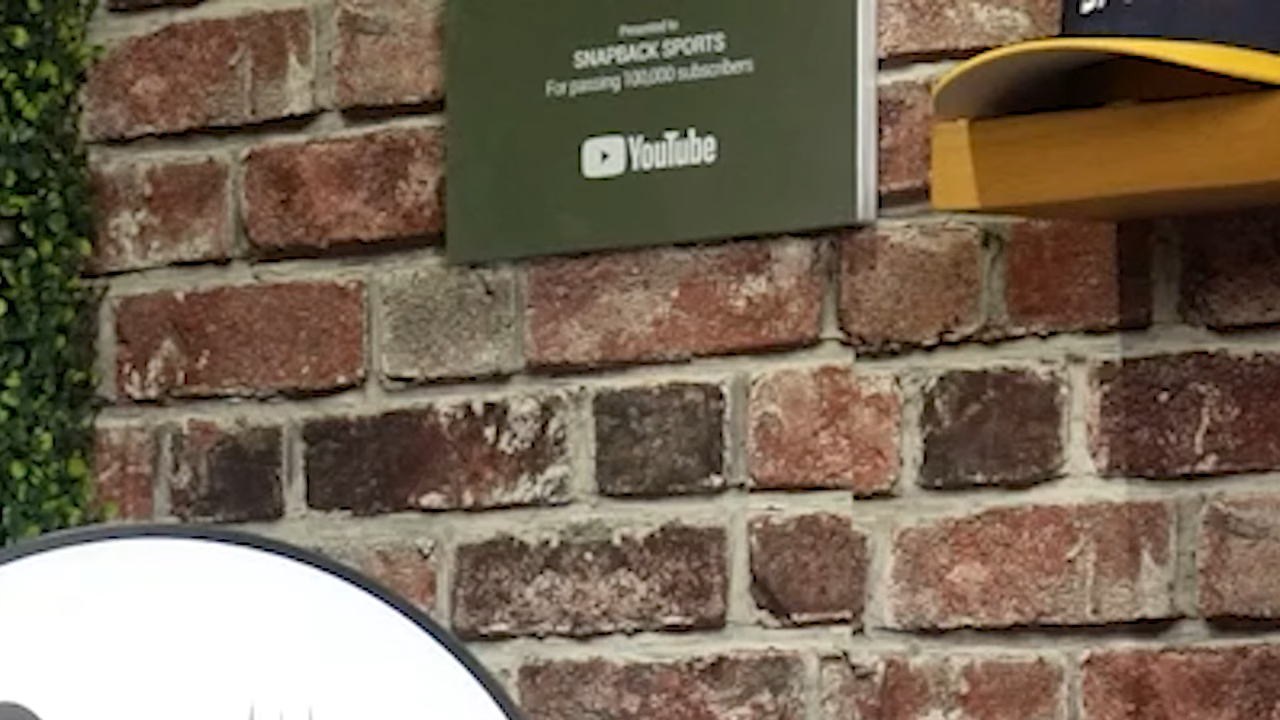 Presented to
SNAPBACK SPORTS
For passing 100,000 subscribers
YouTube